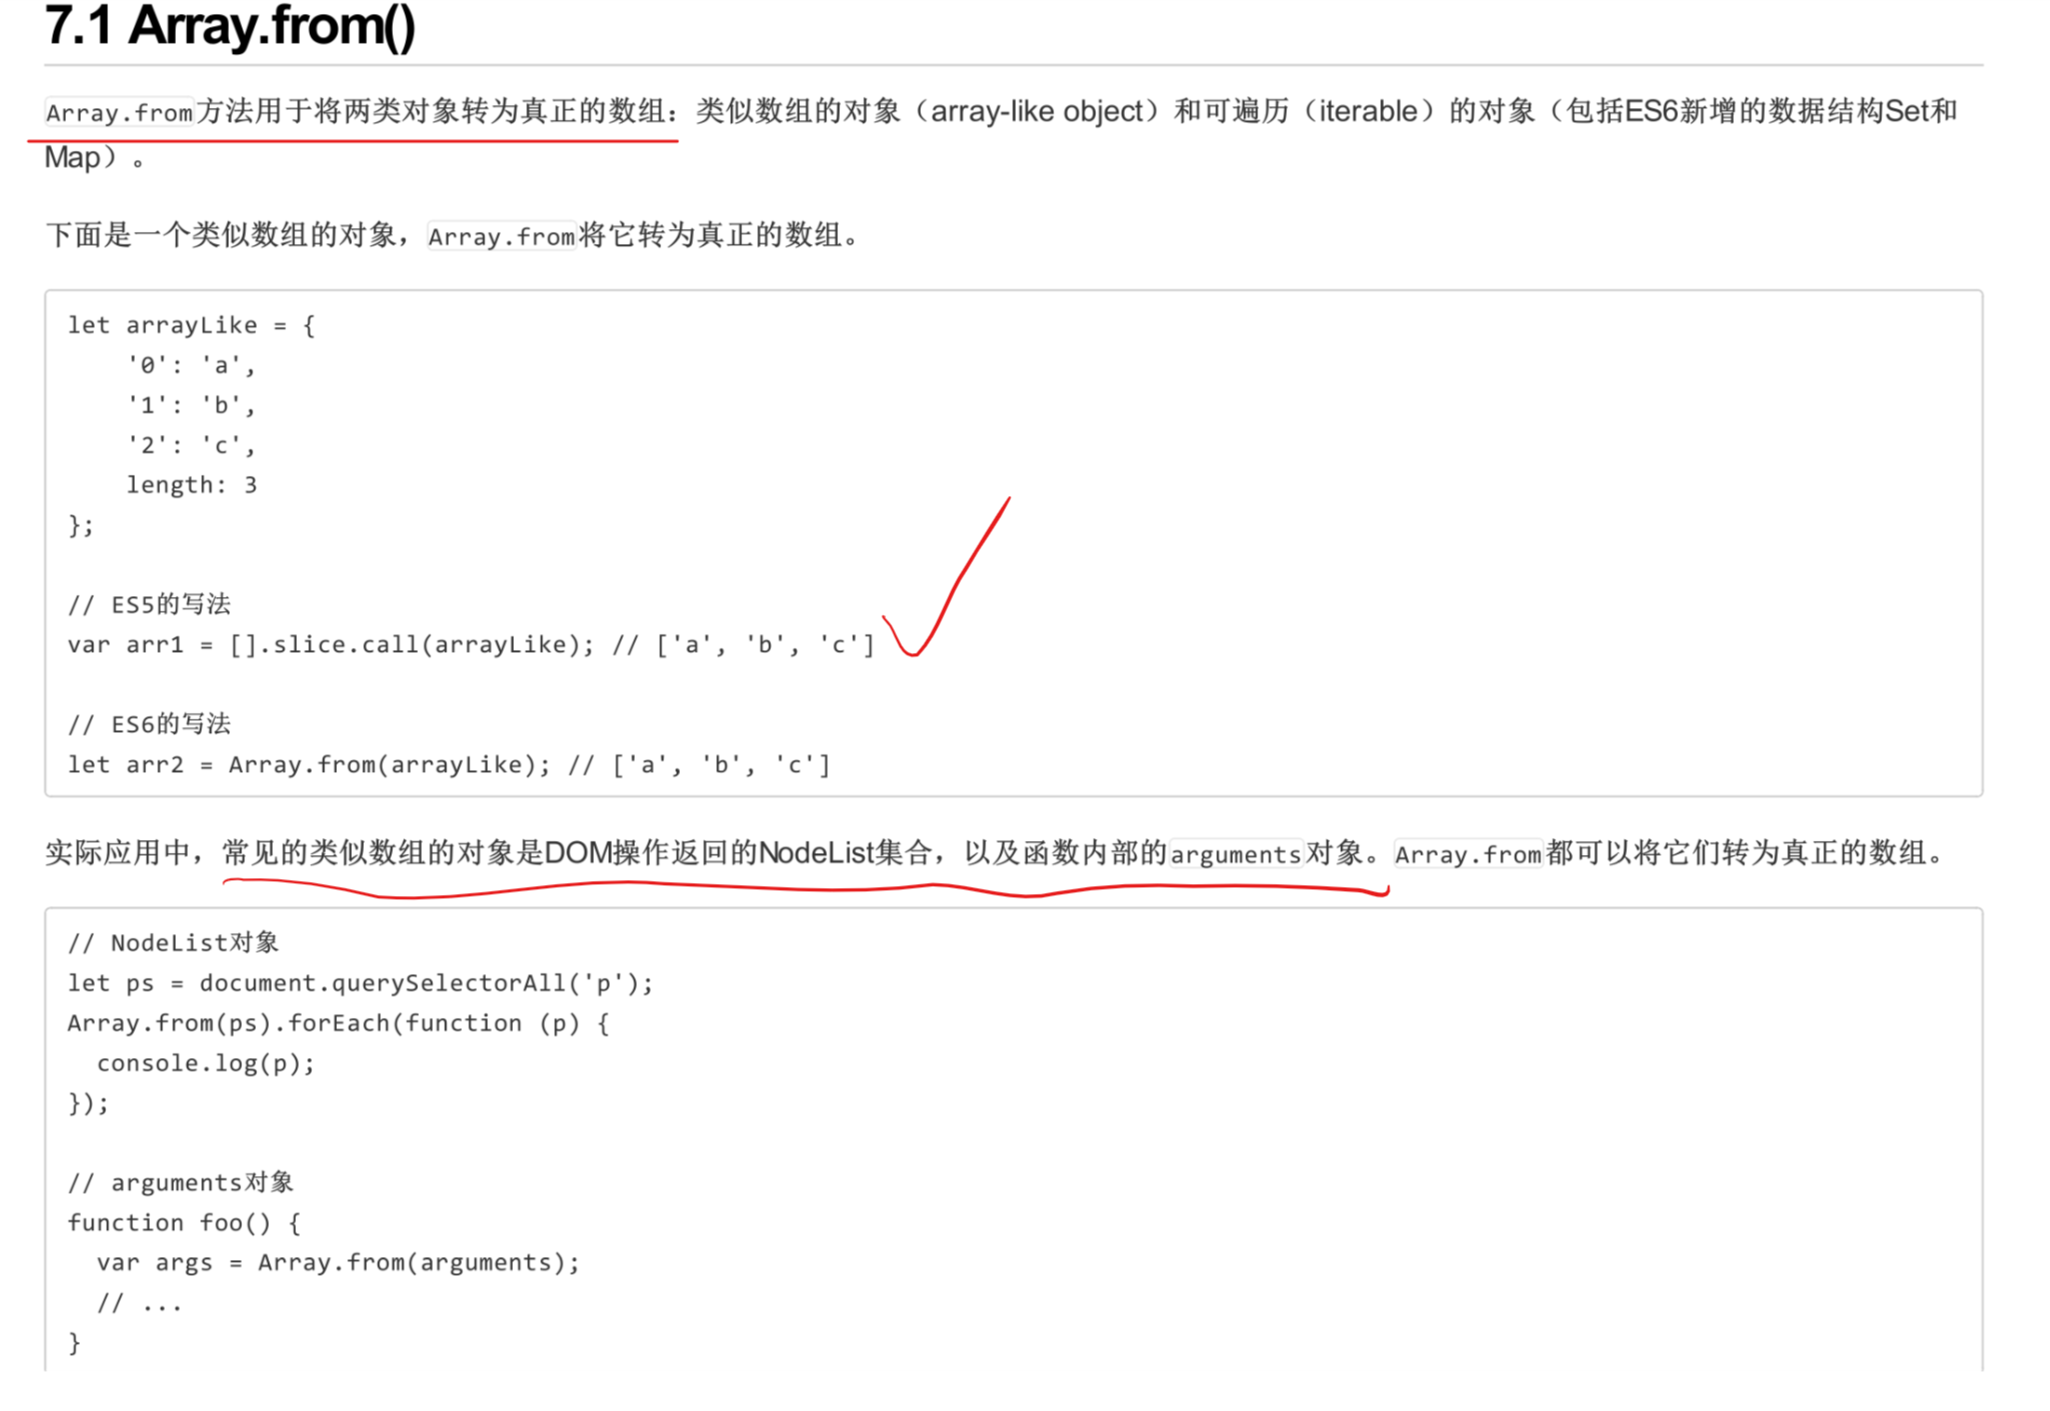 7.1 Array.from()
Array.from方法用于将两类对象转为真正的数组：类似数组的对象（array-like object）和可遍历（iterable）的对象（包括ES6新增的数据结构Set和
Map）。
下面是一个类似数组的对象，Array.from将它转为真正的数组。
let arrayLike = {
    '0': 'a',
    '1': 'b',
    '2': 'c',
    length: 3
};
// ES5的写法
var arr1 = [].slice.call(arrayLike); // ['a', 'b', 'c']
// ES6的写法
let arr2 = Array.from(arrayLike); // ['a', 'b', 'c']
实际应用中，常见的类似数组的对象是DOM操作返回的NodeList集合，以及函数内部的arguments对象。Array.from都可以将它们转为真正的数组。
// NodeList对象
let ps = document.querySelectorAll('p');
Array.from(ps).forEach(function (p) {
  console.log(p);
});
// arguments对象
function foo() {
  var args = Array.from(arguments);
  // ...
}